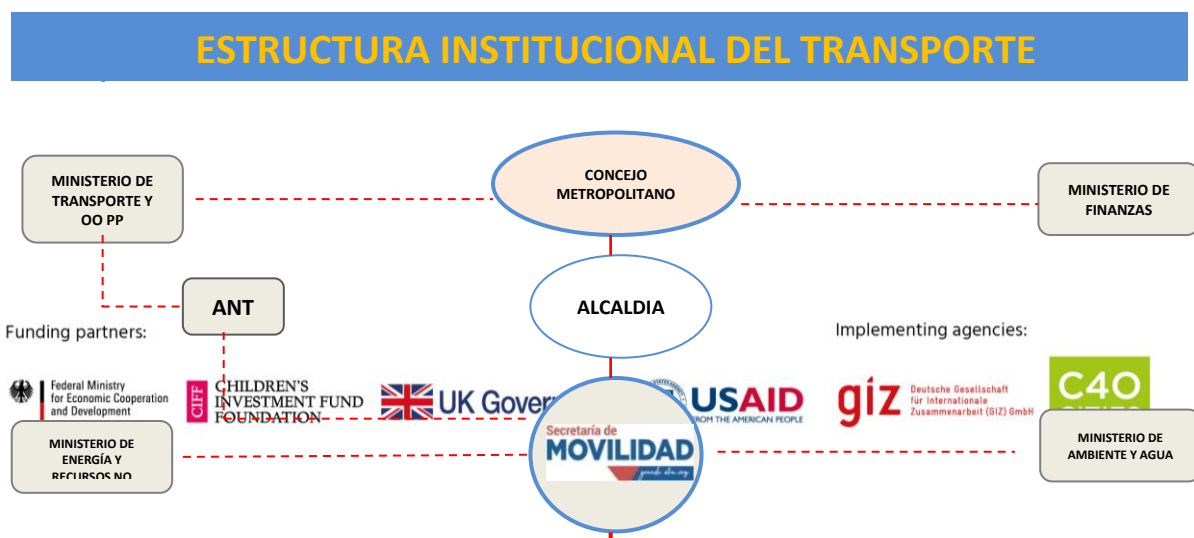 ESTRUCTURA INSTITUCIONAL DEL TRANSPORTE
MINISTERIO DE
TRANSPORTE Y
OO PP
CONCEJO
METROPOLITANO
MINISTERIO DE
FINANZAS
ANT
ALCALDIA
Funding partners:
Implementing agencies:
Federal Ministry
for Economic Cooperation
and Development
CIFF
CHILDREN'S
INVESTMENT FUND
FOUNDATION
UK Gover
USAID
FROM THE AMERICAN PEOPLE
giz
Deutsche Gesellschaft
für Internationale
Zusammenarbeit (GIZ) GmbH
C40
MINISTERIO DE
ENERGÍA Y
RECURSOS NO
Secretaría de
MOVILIDAD
MINISTERIO DE
AMBIENTE Y AGUA